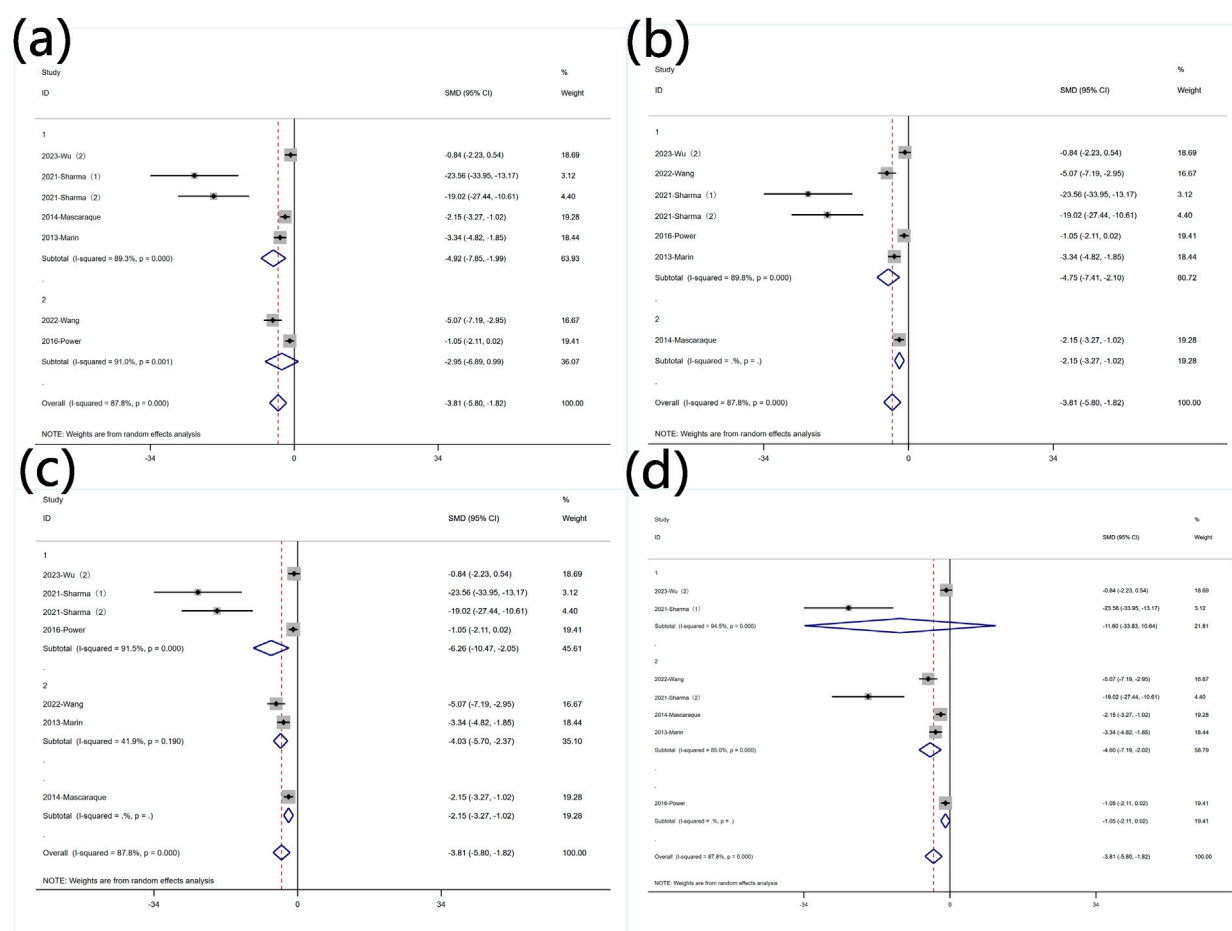 (a)
Study %
ID SMD (95% CI) Weight
1
2023-Wu（2） -0.84 (-2.23, 0.54) 18.69
2021-Sharma（1） -23.56 (-33.95, -13.17) 3.12
2021-Sharma（2） -19.02 (-27.44, -10.61) 4.40
2014-Mascaraque -2.15 (-3.27, -1.02) 19.28
2013-Marin -3.34 (-4.82, -1.85) 18.44
Subtotal (I-squared = 89.3%, p = 0.000) -4.92 (-7.85, -1.99) 63.93
.
2
2022-Wang -5.07 (-7.19, -2.95) 16.67
2016-Power -1.05 (-2.11, 0.02) 19.41
Subtotal (I-squared = 91.0%, p = 0.001) -2.95 (-6.89, 0.99) 36.07
.
Overall (I-squared = 87.8%, p = 0.000) -3.81 (-5.80, -1.82) 100.00
NOTE: Weights are from random effects analysis
-34 0 34
(b)
Study %
ID SMD (95% CI) Weight
1
2023-Wu（2） -0.84 (-2.23, 0.54) 18.69
2022-Wang -5.07 (-7.19, -2.95) 16.67
2021-Sharma（1） -23.56 (-33.95, -13.17) 3.12
2021-Sharma（2） -19.02 (-27.44, -10.61) 4.40
2016-Power -1.05 (-2.11, 0.02) 19.41
2013-Marin -3.34 (-4.82, -1.85) 18.44
Subtotal (I-squared = 89.8%, p = 0.000) -4.75 (-7.41, -2.10) 80.72
.
2
2014-Mascaraque -2.15 (-3.27, -1.02) 19.28
Subtotal (I-squared = .%, p = .) -2.15 (-3.27, -1.02) 19.28
.
Overall (I-squared = 87.8%, p = 0.000) -3.81 (-5.80, -1.82) 100.00
NOTE: Weights are from random effects analysis
-34 0 34
(c)
Study %
ID SMD (95% CI) Weight
1
2023-Wu（2） -0.84 (-2.23, 0.54) 18.69
2021-Sharma（1） -23.56 (-33.95, -13.17) 3.12
2021-Sharma（2） -19.02 (-27.44, -10.61) 4.40
2016-Power -1.05 (-2.11, 0.02) 19.41
Subtotal (I-squared = 91.5%, p = 0.000) -6.26 (-10.47, -2.05) 45.61
.
2
2022-Wang -5.07 (-7.19, -2.95) 16.67
2013-Marin -3.34 (-4.82, -1.85) 18.44
Subtotal (I-squared = 41.9%, p = 0.190) -4.03 (-5.70, -2.37) 35.10
.
.
2014-Mascaraque -2.15 (-3.27, -1.02) 19.28
Subtotal (I-squared = .%, p = .) -2.15 (-3.27, -1.02) 19.28
.
Overall (I-squared = 87.8%, p = 0.000) -3.81 (-5.80, -1.82) 100.00
NOTE: Weights are from random effects analysis
-34 0 34
(d)
Study %
ID SMD (95% CI) Weight
1
2023-Wu（2） -0.84 (-2.23, 0.54) 18.69
2021-Sharma（1） -23.56 (-33.95, -13.17) 3.12
Subtotal (I-squared = 94.5%, p = 0.000) -11.60 (-33.83, 10.64) 21.81
.
2
2022-Wang -5.07 (-7.19, -2.95) 16.67
2021-Sharma（2） -19.02 (-27.44, -10.61) 4.40
2014-Mascaraque -2.15 (-3.27, -1.02) 19.28
2013-Marin -3.34 (-4.82, -1.85) 18.44
Subtotal (I-squared = 85.0%, p = 0.000) -4.60 (-7.19, -2.02) 58.79
.
.
2016-Power -1.05 (-2.11, 0.02) 19.41
Subtotal (I-squared = .%, p = .) -1.05 (-2.11, 0.02) 19.41
.
Overall (I-squared = 87.8%, p = 0.000) -3.81 (-5.80, -1.82) 100.00
NOTE: Weights are from random effects analysis
-34 0 34